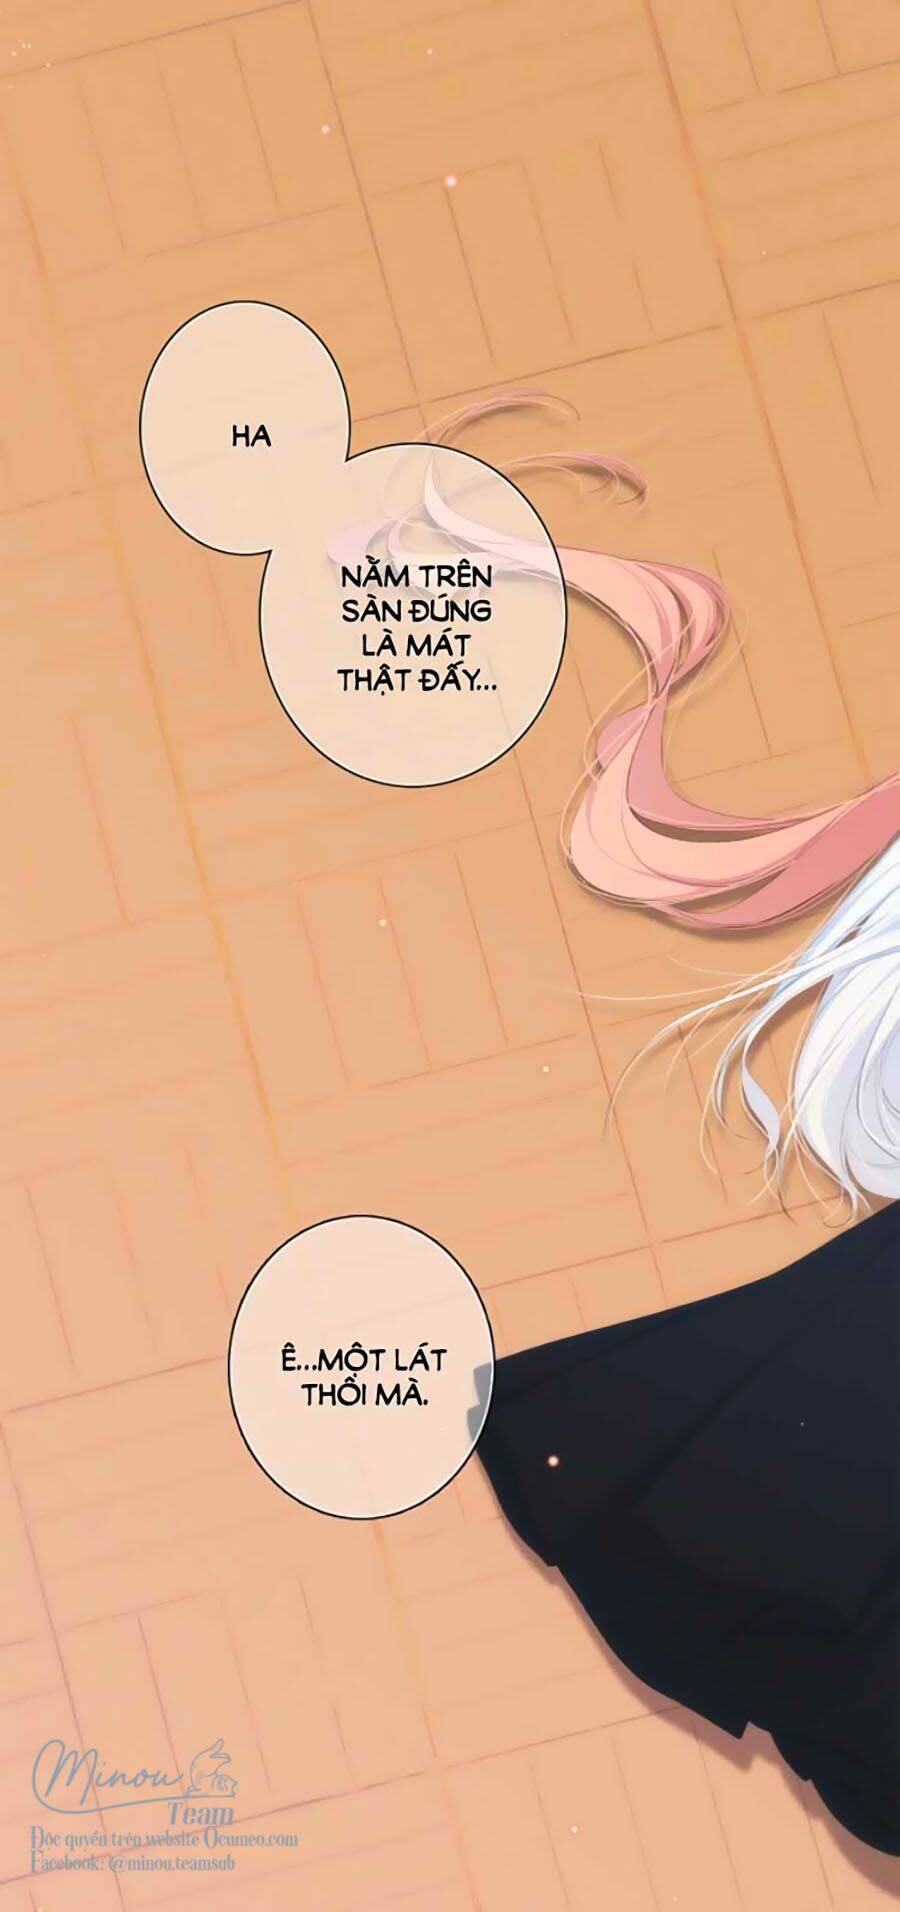 HA
NẰM TRÊN
SÀN ĐÚNG
LÀ MÁT
THẬT ĐẤY...
Ê...MỘT LÁT
THÔI MÀ.
Minou
Team
Độc quyền trên website Ocumeo.com
Facebook: @minou.teamsub